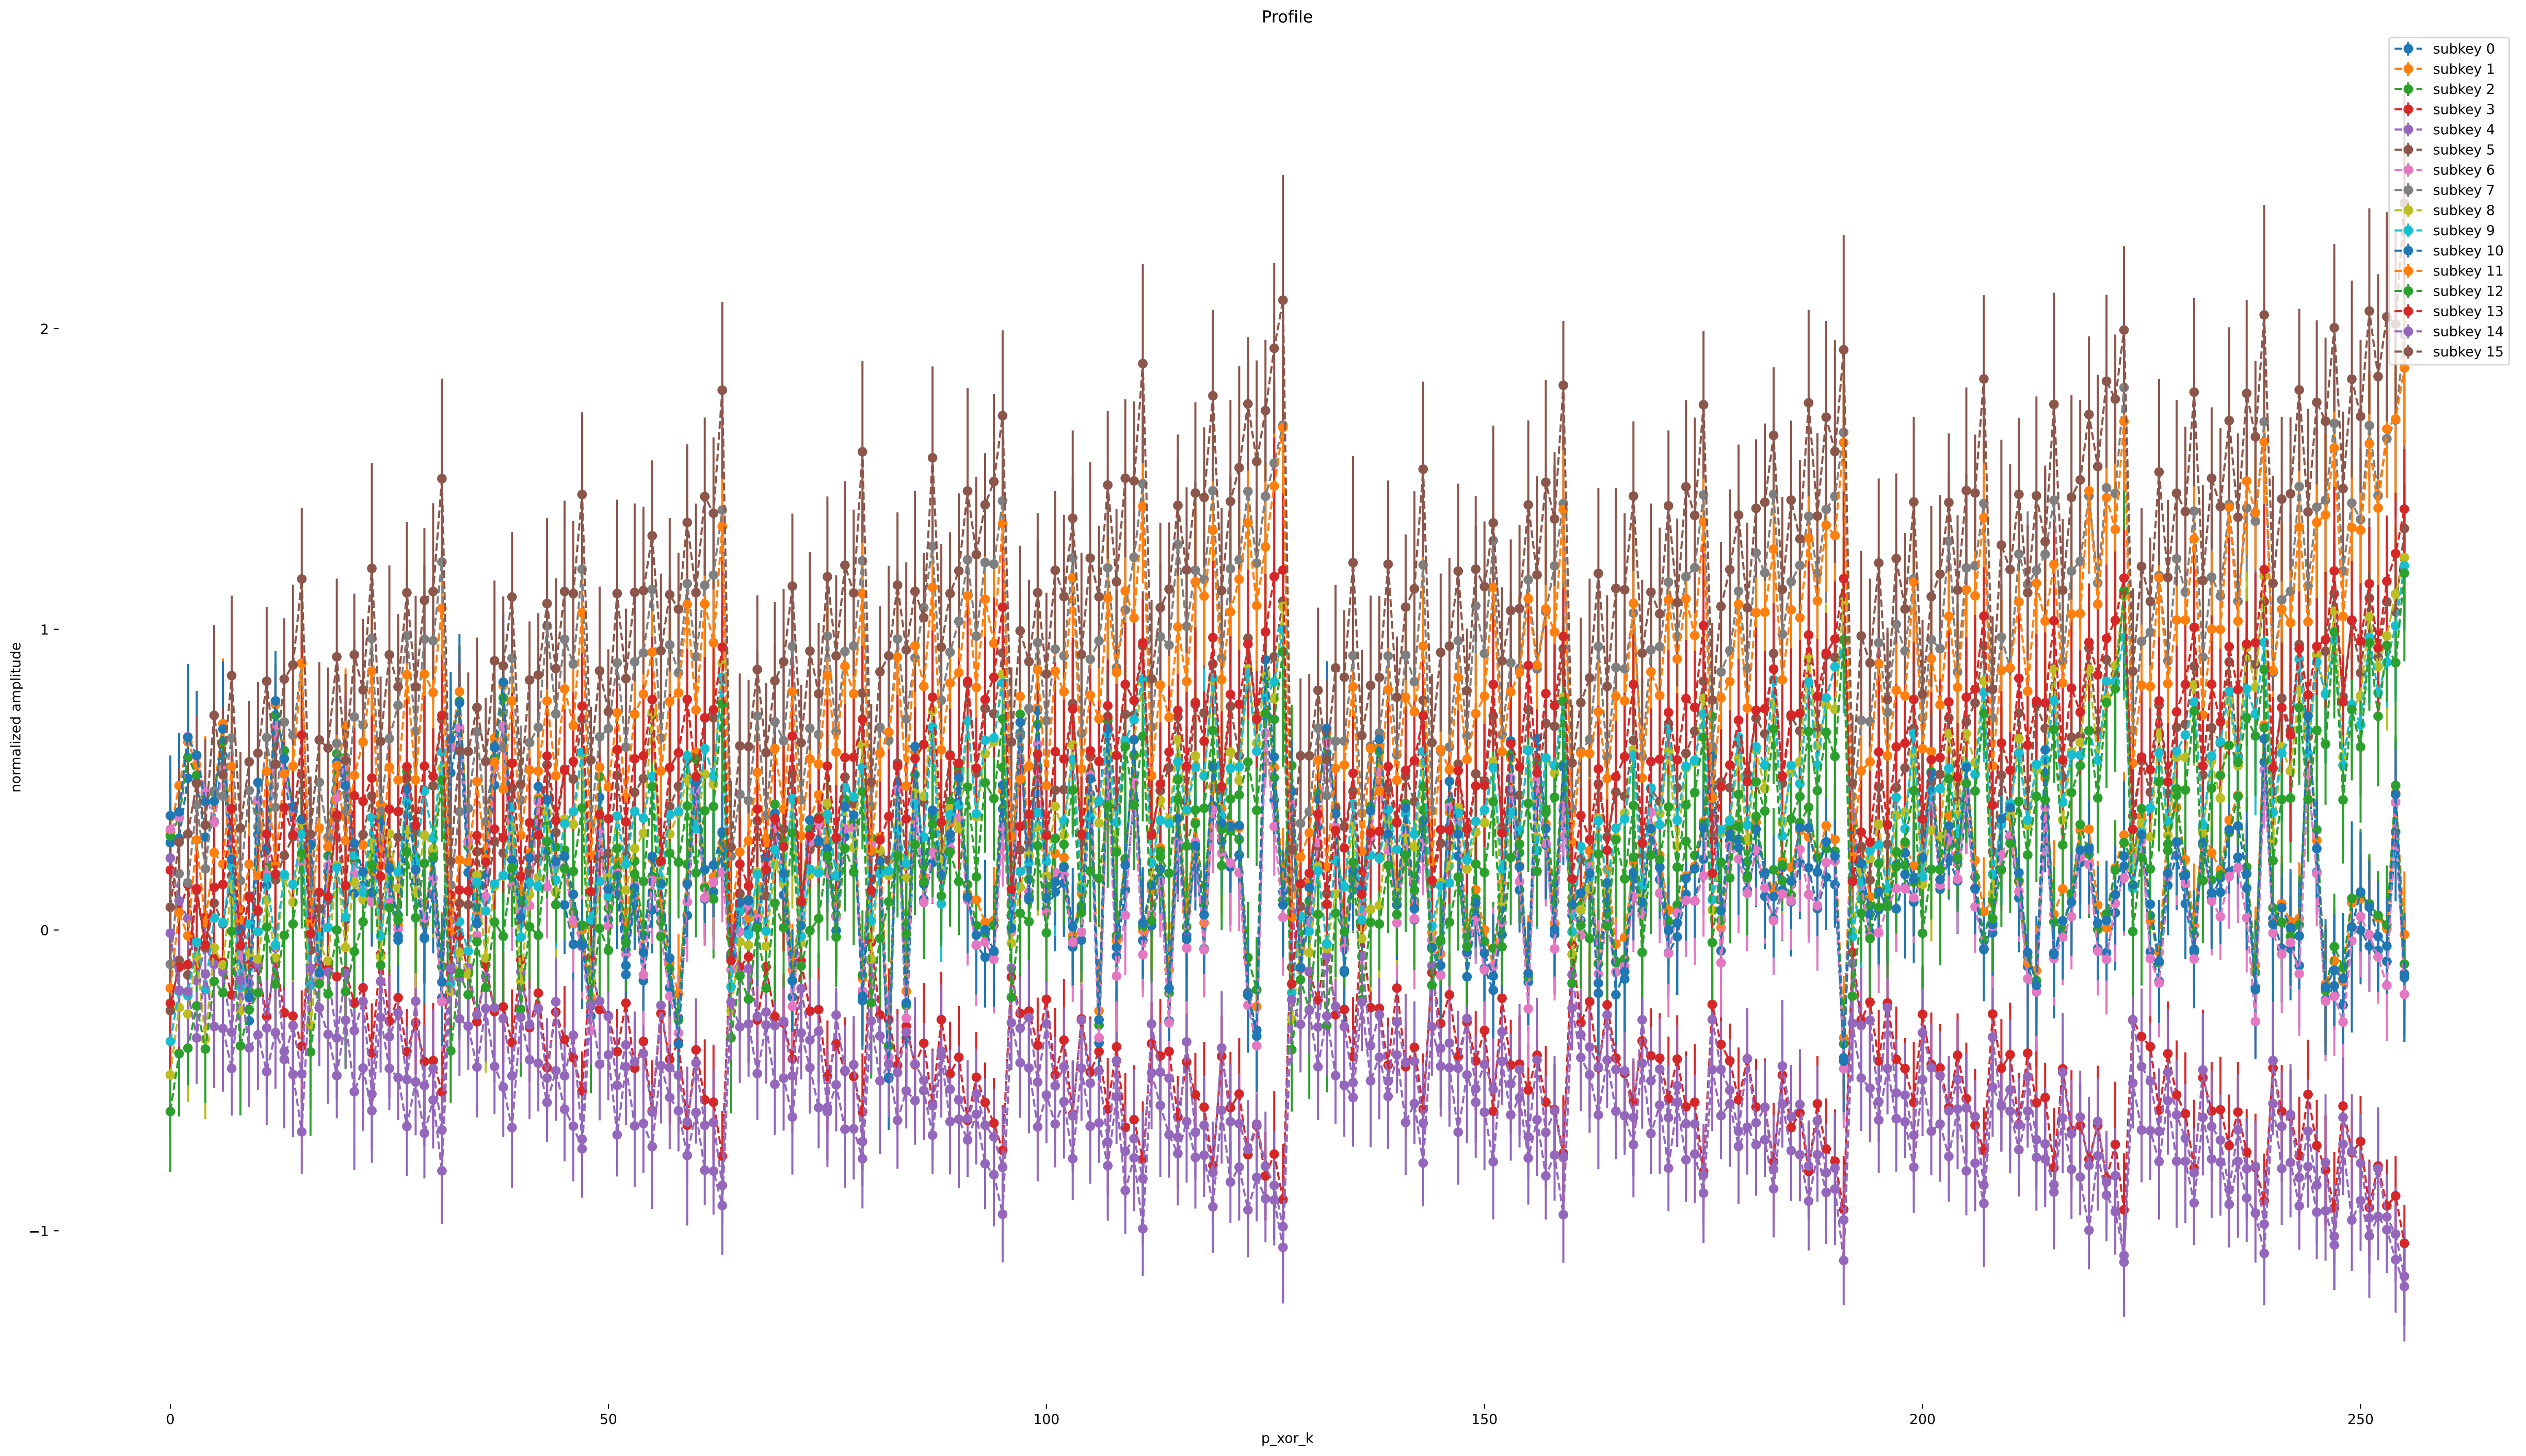 Profile
subkey 0
subkey 1
subkey 2
subkey 3
subkey 4
subkey 5
subkey 6
subkey 7
subkey 8
subkey 9
subkey 10
subkey 11
subkey 12
subkey 13
subkey 14
subkey 15
normalized amplitude
2
1
0
−1
0 50 100 150 200 250
p_xor_k